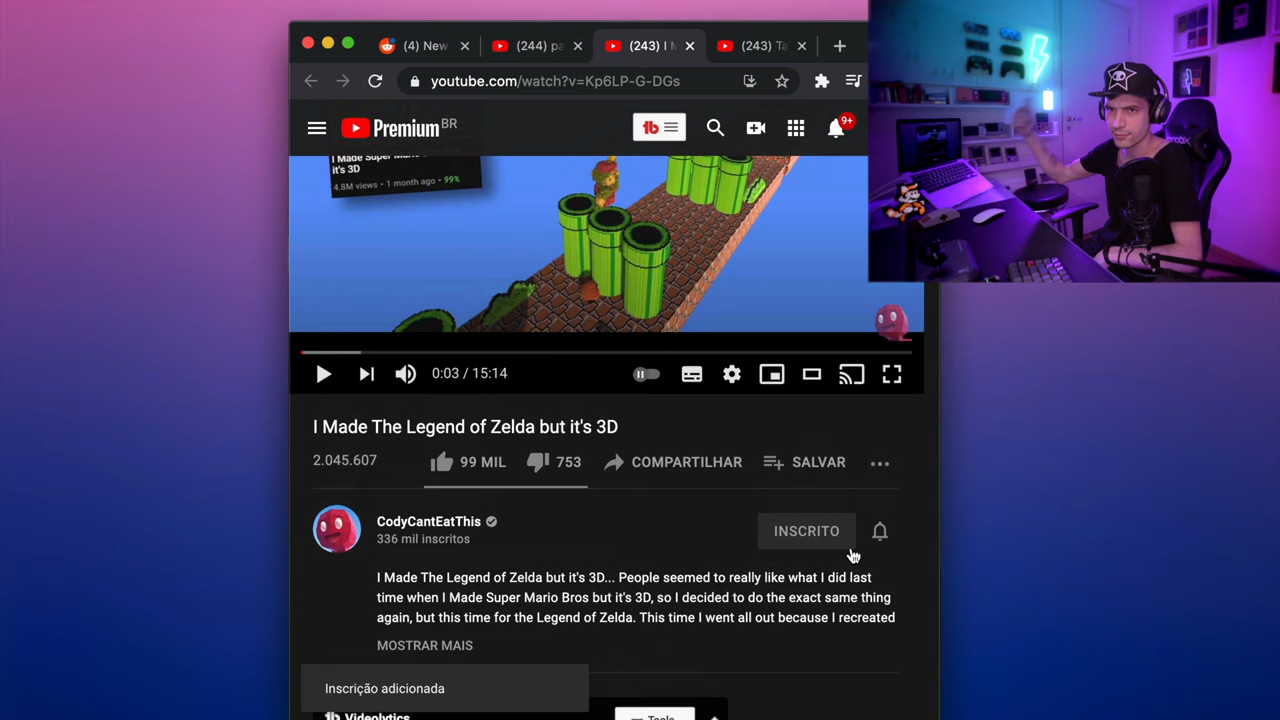 (4) New
(244) pa
(243) I M
(243) Ta
youtube.com/watch?v=Kp6LP-G-DGs
Premium BR
9+
I Made Super Mario B
it's 3D
4.8M views • 1 month ago • 99%
0:03 / 15:14
I Made The Legend of Zelda but it's 3D
2.045.607
99 MIL
753
COMPARTILHAR
SALVAR
CodyCantEatThis
336 mil inscritos
INSCRITO
I Made The Legend of Zelda but it's 3D... People seemed to really like what I did last
time when I Made Super Mario Bros but it's 3D, so I decided to do the exact same thing
again, but this time for the Legend of Zelda. This time I went all out because I recreated
MOSTRAR MAIS
Inscrição adicionada
Videolytics
Tools